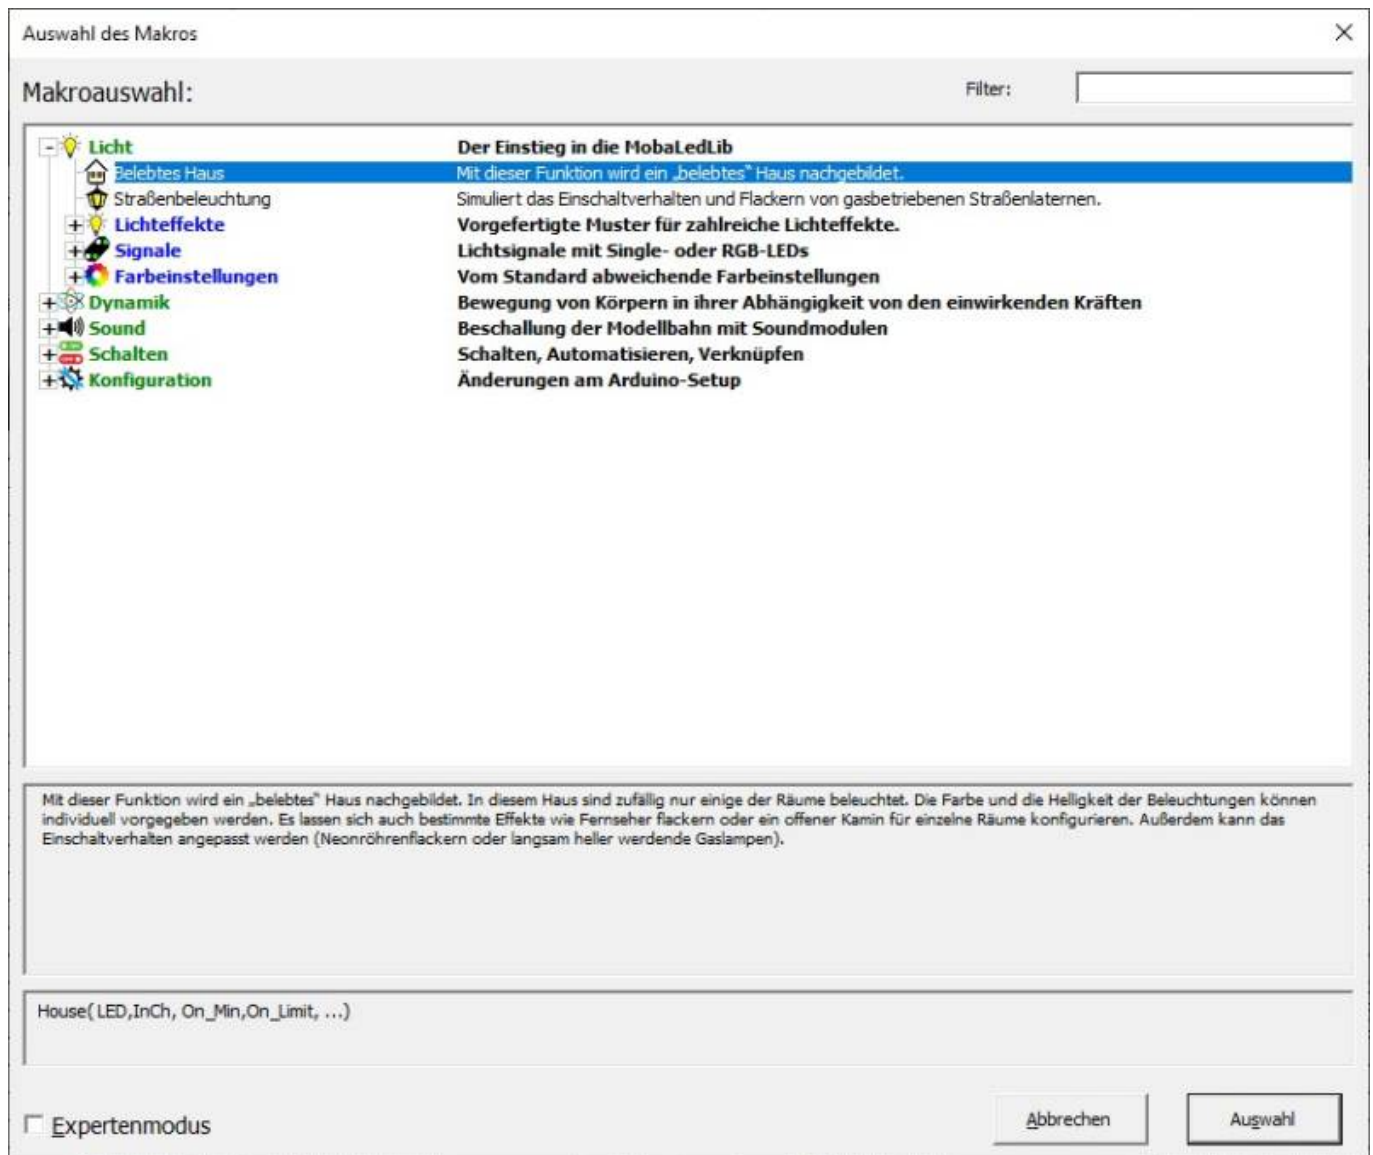 Auswahl des Makros
Makroauswahl:
Filter:
Licht Der Einstieg in die MobaLedLib
Belebtes Haus Mit dieser Funktion wird ein „belebtes“ Haus nachgebildet.
Straßenbeleuchtung Simuliert das Einschaltverhalten und Flackern von gasbetriebenen Straßenlaternen.
Lichteffekte Vorgefertigte Muster für zahlreiche Lichteffekte.
Signale Lichtsignale mit Single- oder RGB-LEDs
Farbeinstellungen Vom Standard abweichende Farbeinstellungen
Dynamik Bewegung von Körpern in ihrer Abhängigkeit von den einwirkenden Kräften
Sound Beschallung der Modellbahn mit Soundmodulen
Schalten Schalten, Automatisieren, Verknüpfen
Konfiguration Änderungen am Arduino-Setup
Mit dieser Funktion wird ein „belebtes“ Haus nachgebildet. In diesem Haus sind zufällig nur einige der Räume beleuchtet. Die Farbe und die Helligkeit der Beleuchtungen können
individuell vorgegeben werden. Es lassen sich auch bestimmte Effekte wie Fernseher flackern oder ein offener Kamin für einzelne Räume konfigurieren. Außerdem kann das
Einschaltverhalten angepasst werden (Neonröhrenflackern oder langsam heller werdende Gaslampen).
House( LED,InCh, On_Min,On_Limit, ...)
Expertenmodus
Abbrechen
Auswahl